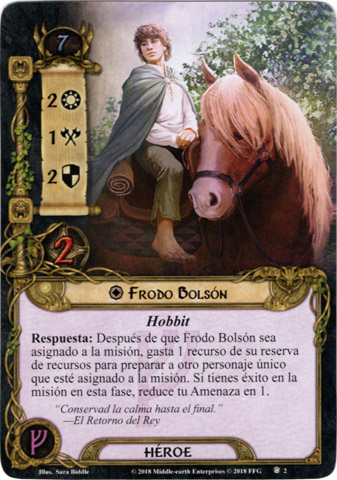 7
2
1
2
2
Frodo Bolsón
Hobbit
Respuesta: Después de que Frodo Bolsón sea
asignado a la misión, gasta 1 recurso de su reserva
de recursos para preparar a otro personaje único
que esté asignado a la misión. Si tienes éxito en la
misión en esta fase, reduce tu Amenaza en 1.
“Conservad la calma hasta el final.”
—El Retorno del Rey
HÉROE
Illus. Sara Biddle
© 2018 Middle-earth Enterprises © 2018 FFG
2